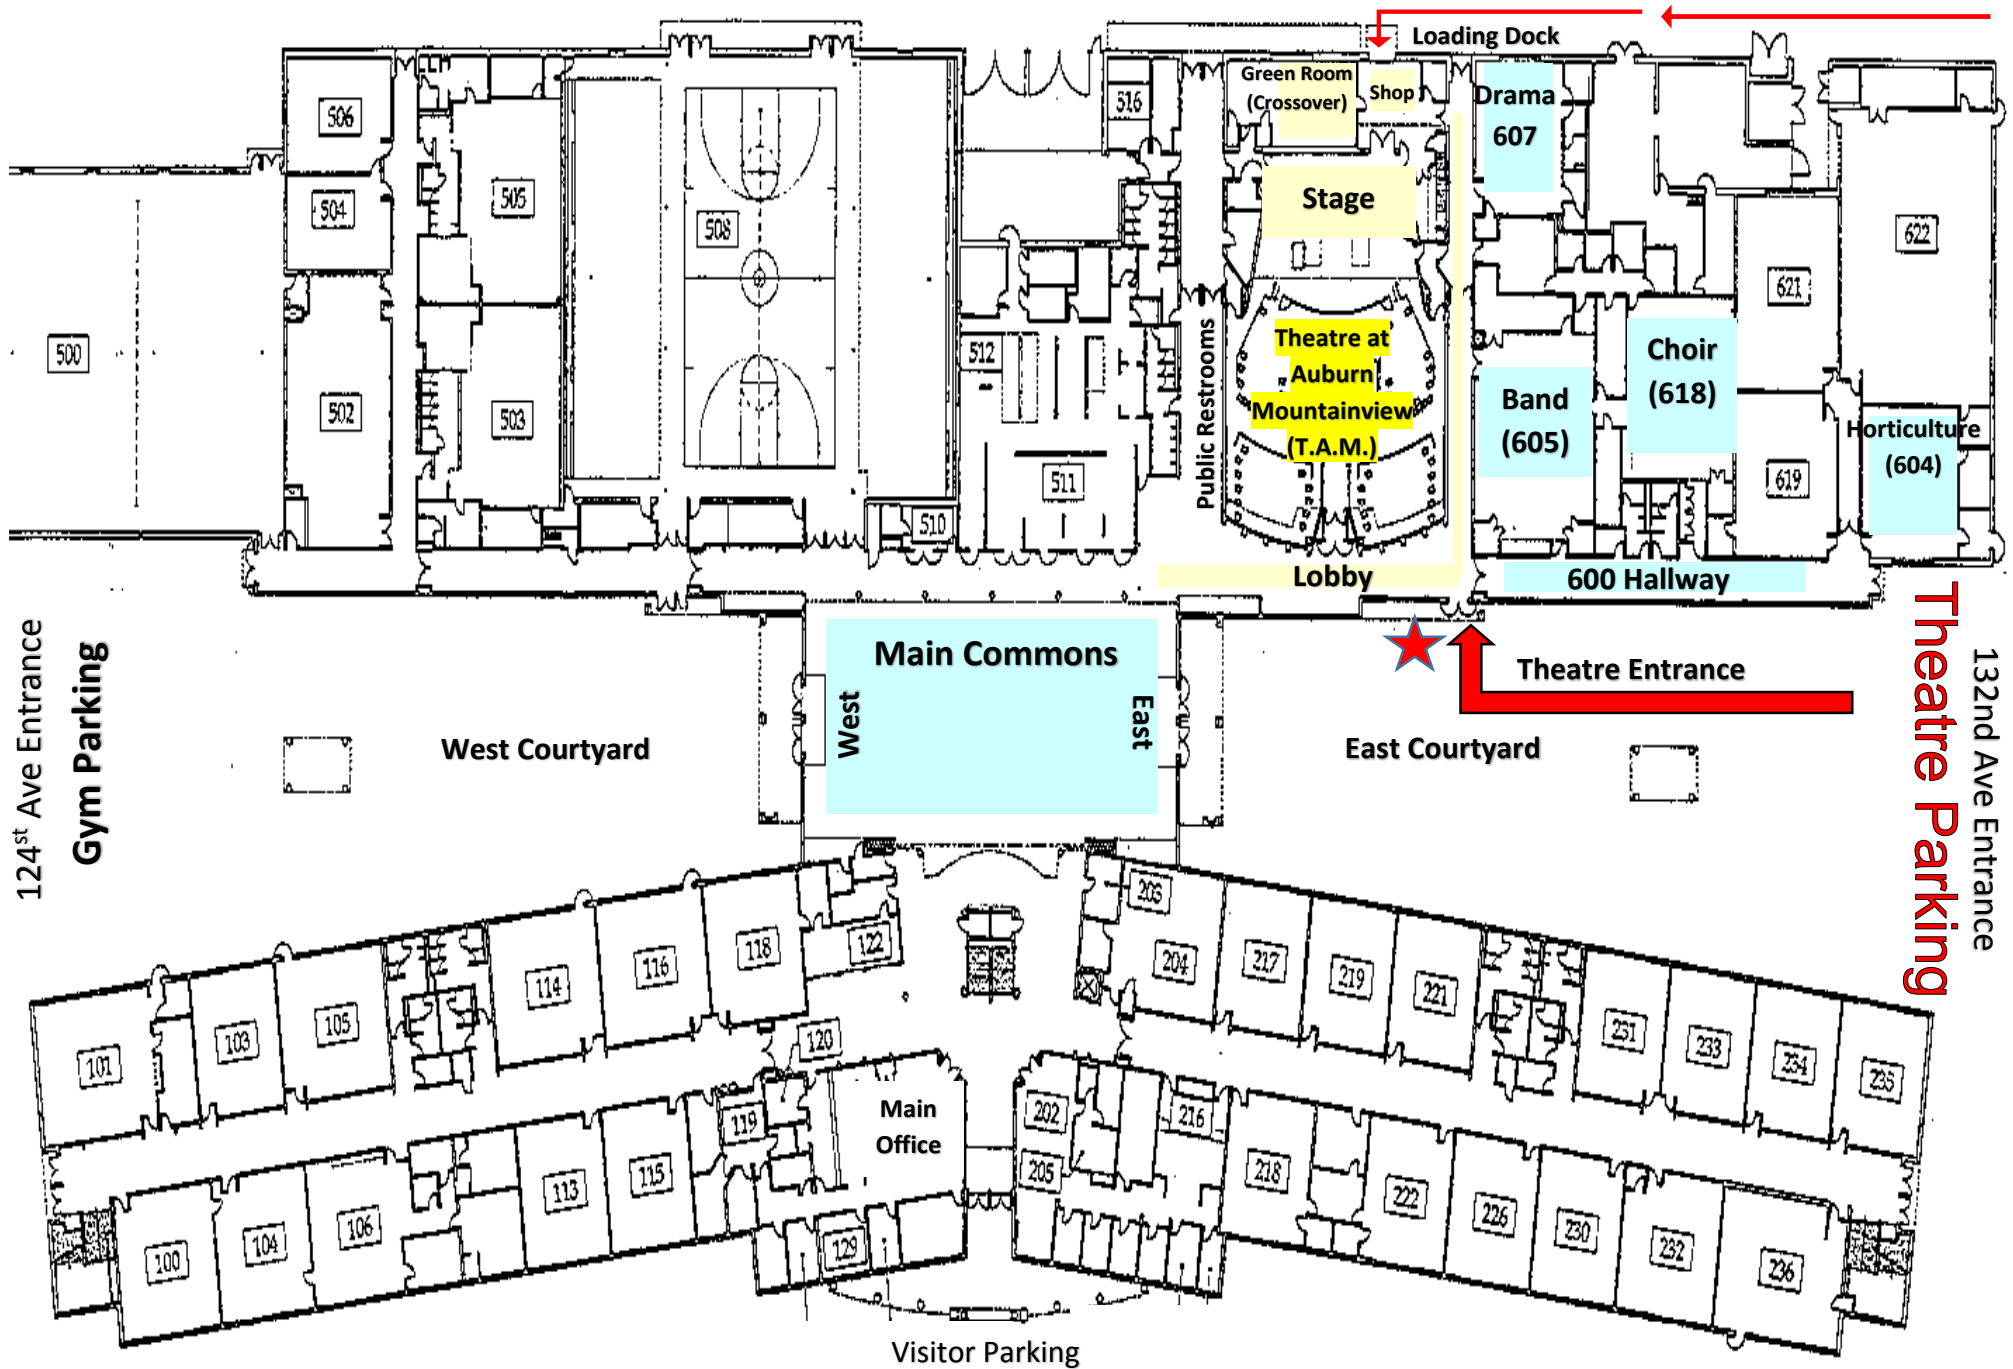 Loading Dock
Green Room
(Crossover)
Shop
Drama
607
506
516
504
505
508
Stage
622
621
500
502
503
512
511
510
Public Restrooms
Theatre at
Auburn
Mountainview
(T.A.M.)
Band
(605)
Choir
(618)
619
Horticulture
(604)
Lobby
600 Hallway
124st Ave Entrance
Gym Parking
Main Commons
West
East
West Courtyard
East Courtyard
Theatre Entrance
Theatre Parking
132nd Ave Entrance
101
103
105
114
116
118
122
120
203
204
217
219
221
231
233
234
235
100
104
106
113
115
119
Main
Office
129
202
205
216
218
222
226
230
232
236
Visitor Parking